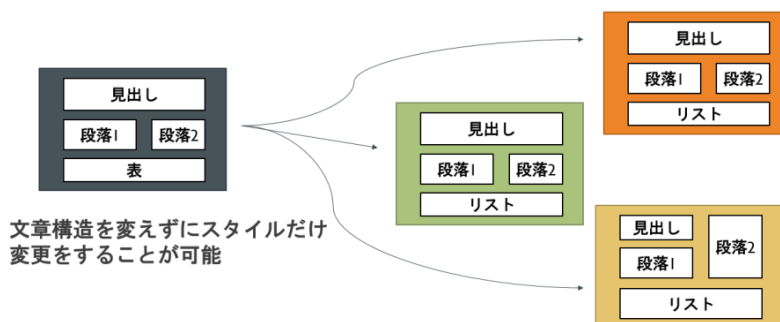 見出し
段落1
段落2
表
文章構造を変えずにスタイルだけ
変更をすることが可能
見出し
段落1
段落2
リスト
見出し
段落1
段落2
リスト
見出し
段落1
段落2
リスト